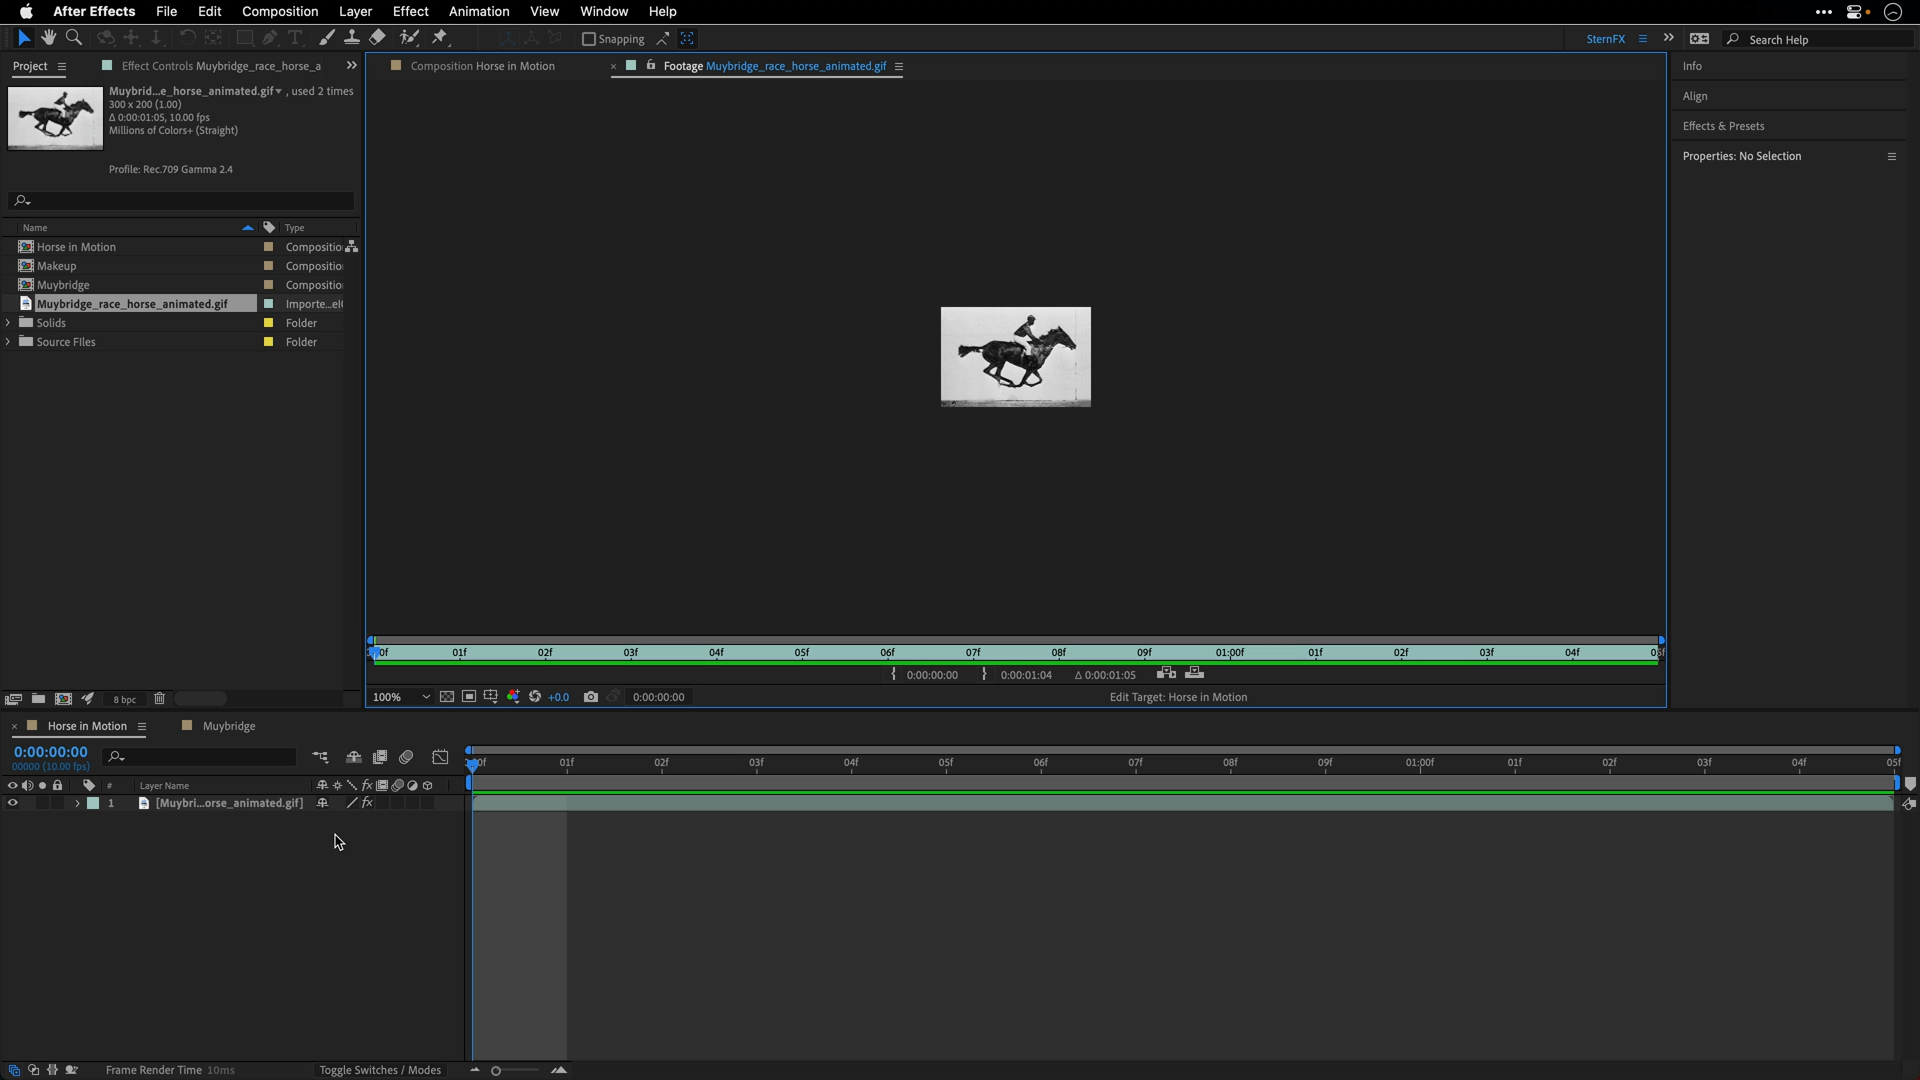 After Effects File Edit Composition Layer Effect Animation View Window Help
Snapping
SternFX
Search Help
Project
Effect Controls Muybridge_race_horse_a
Composition Horse in Motion
Footage Muybridge_race_horse_animated.gif
Info
Align
Effects & Presets
Properties: No Selection
Muybrid...e_horse_animated.gif , used 2 times
300 x 200 (1.00)
Δ 0:00:01:05, 10.00 fps
Millions of Colors+ (Straight)
Profile: Rec.709 Gamma 2.4
Name Type
Horse in Motion Compositio
Makeup Compositio
Muybridge Compositio
Muybridge_race_horse_animated.gif Importe...
Solids Folder
Source FIles Folder
0f 01f 02f 03f 04f 05f 06f 07f 08f 09f 01:00f 01f 02f 03f 04f
0:00:00:00 0:00:01:04 Δ 0:00:01:05
8 bpc
100% +0.0 0:00:00:00 Edit Target: Horse in Motion
Horse in Motion Muybridge
0:00:00:00
00000 (10.00 fps)
01f 02f 03f 04f 05f 06f 07f 08f 09f 01:00f 01f 02f 03f 04f 05f
# Layer Name fx
1 [Muybri...orse_animated.gif] fx
Frame Render Time 10ms Toggle Switches / Modes